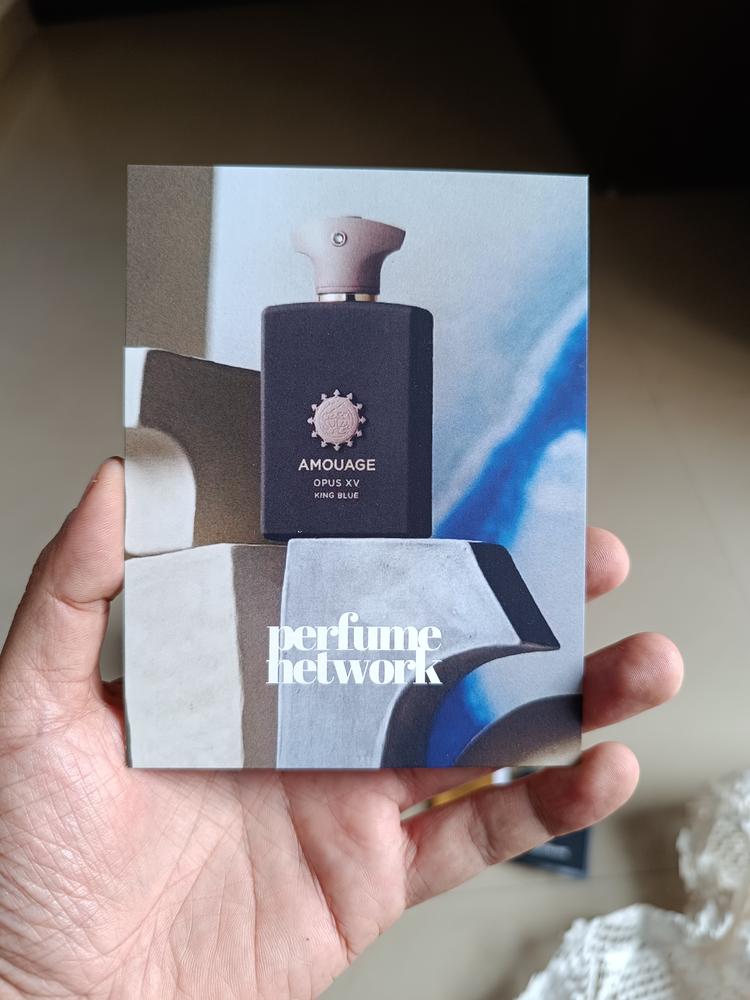 AMOUAGE
OPUS XV
KING BLUE
perfume
network